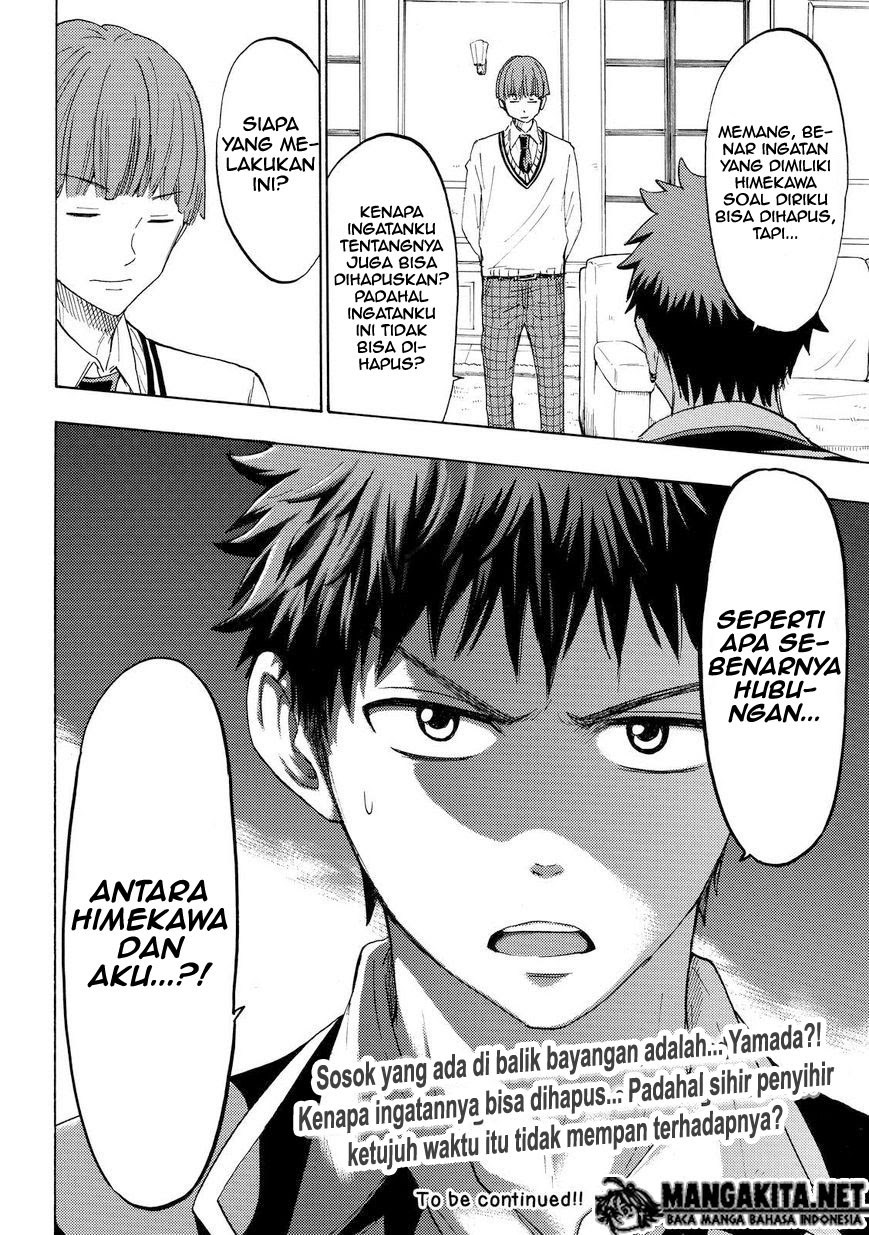 MEMANG, BE-
NAR INGATAN
YANG DIMILIKI
HIMEKAWA
SOAL DIRIKU
BISA DIHAPUS,
TAPI...
KENAPA
INGATANKU
TENTANGNYA
JUGA BISA
DIHAPUSKAN?
PADAHAL
INGATANKU
INI TIDAK
BISA DI-
HAPUS?
SIAPA
YANG ME-
LAKUKAN
INI?
SEPERTI
APA SE-
BENARNYA
HUBU-
NGAN...
ANTARA
HIMEKAWA
DAN
AKU...?!
Sosok yang ada di balik bayangan adalah... Yamada?!
Kenapa ingatannya bisa dihapus... Padahal sihir penyihir
ketujuh waktu itu tidak mempan terhadapnya?
To be continued!!
MANGAKITA.NET
BACA MANGA BAHASA INDONESIA